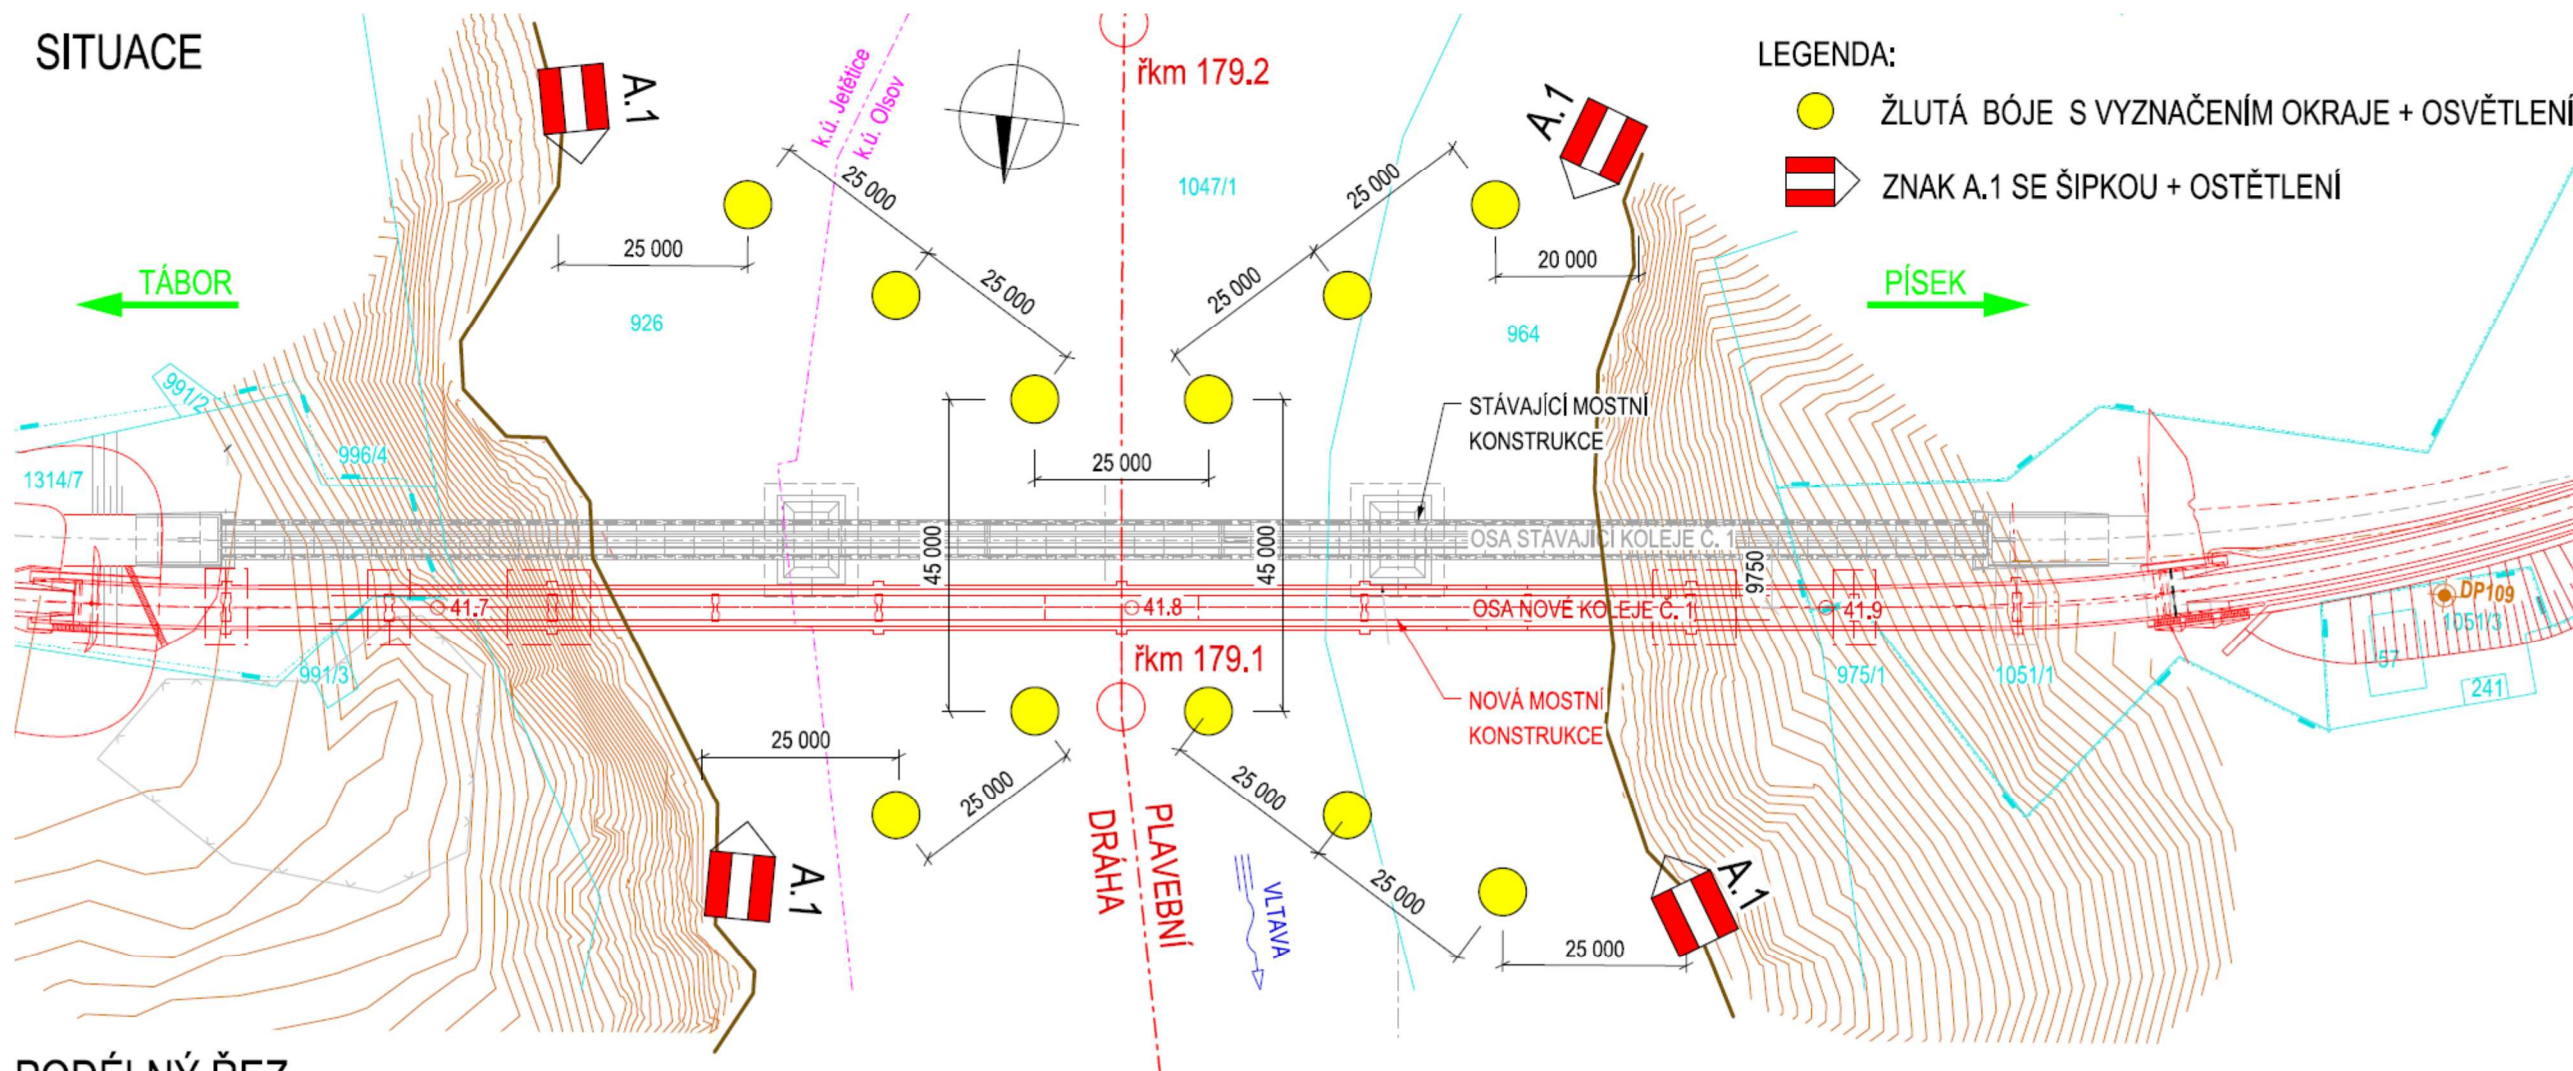 SITUACE
LEGENDA:
ŽLUTÁ BÓJE S VYZNAČENÍM OKRAJE + OSVĚTLENÍ
ZNAK A.1 SE ŠIPKOU + OSTĚTLENÍ
A.1
k.ú. Jetětice
k.ú. Olsov
řkm 179.2
A.1
25 000
25 000
1047/1
25 000
25 000
25 000
20 000
TÁBOR
PÍSEK
926
964
991/2
996/4
1314/7
25 000
STÁVAJÍCÍ MOSTNÍ
KONSTRUKCE
45 000
45 000
OSA STÁVAJÍCÍ KOLEJE Č. 1
9750
41.7
41.8
OSA NOVÉ KOLEJE Č. 1
41.9
DP109
1051/3
57
241
991/3
řkm 179.1
975/1
1051/1
NOVÁ MOSTNÍ
KONSTRUKCE
25 000
25 000
25 000
25 000
25 000
PLAVEBNÍ
DRÁHA
VLTAVA
A.1
A.1
PODÉLNÝ ŘEZ